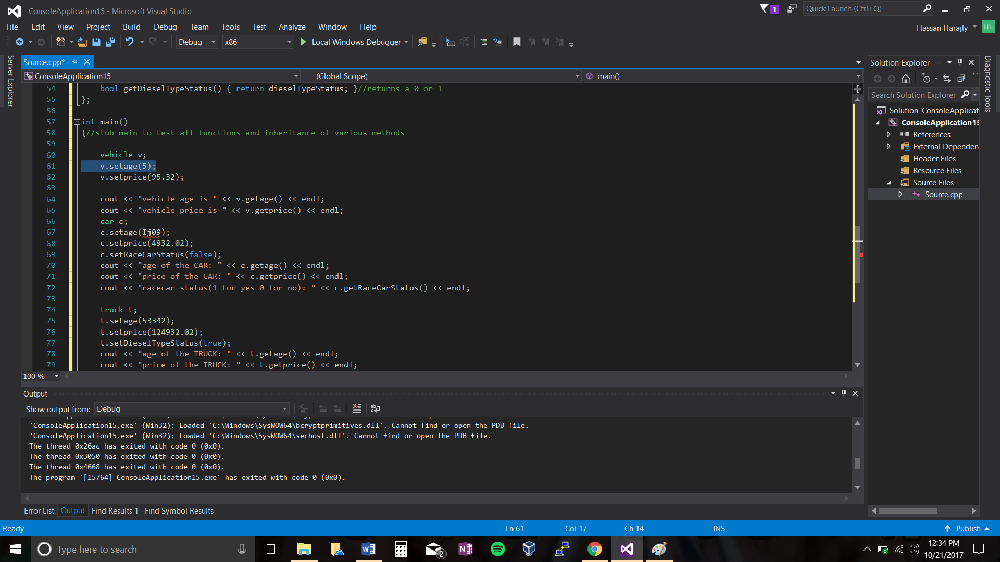 ConsoleApplication15 - Microsoft Visual Studio
1
Quick Launch (Ctrl+Q)
File Edit View Project Build Debug Team Tools Test Analyze Window Help
Hassan Harajly
HH
Debug
x86
Local Windows Debugger
Server Explorer
Source.cpp*
ConsoleApplication15
(Global Scope)
main()
54 bool getDieselTypeStatus() { return dieselTypeStatus; }//returns a 0 or 1
55 };
56
57 int main()
58 {//stub main to test all functions and inheritance of various methods
59
60 vehicle v;
61 v.setage(5);
62 v.setprice(95.32);
63
64 cout << "vehicle age is " << v.getage() << endl;
65 cout << "vehicle price is " << v.getprice() << endl;
66 car c;
67 c.setage(Ij09);
68 c.setprice(4932.02);
69 c.setRaceCarStatus(false);
70 cout << "age of the CAR: " << c.getage() << endl;
71 cout << "price of the CAR: " << c.getprice() << endl;
72 cout << "racecar status(1 for yes 0 for no): " << c.getRaceCarStatus() << endl;
73
74 truck t;
75 t.setage(53342);
76 t.setprice(124932.02);
77 t.setDieselTypeStatus(true);
78 cout << "age of the TRUCK: " << t.getage() << endl;
79 cout << "price of the TRUCK: " << t.getprice() << endl;
100 %
Solution Explorer
Search Solution Explorer
Solution 'ConsoleApplicat
ConsoleApplication15
References
External Dependen
Header Files
Resource Files
Source Files
Source.cpp
Diagnostic Tools
Output
Show output from: Debug
'ConsoleApplication15.exe' (Win32): Loaded 'C:\Windows\SysWOW64\bcryptprimitives.dll'. Cannot find or open the PDB file.
'ConsoleApplication15.exe' (Win32): Loaded 'C:\Windows\SysWOW64\sechost.dll'. Cannot find or open the PDB file.
The thread 0x26ac has exited with code 0 (0x0).
The thread 0x3050 has exited with code 0 (0x0).
The thread 0x4668 has exited with code 0 (0x0).
The program '[15764] ConsoleApplication15.exe' has exited with code 0 (0x0).
Error List Output Find Results 1 Find Symbol Results
Ready
Ln 61 Col 17 Ch 14 INS
Publish
Type here to search
2
12:34 PM
10/21/2017